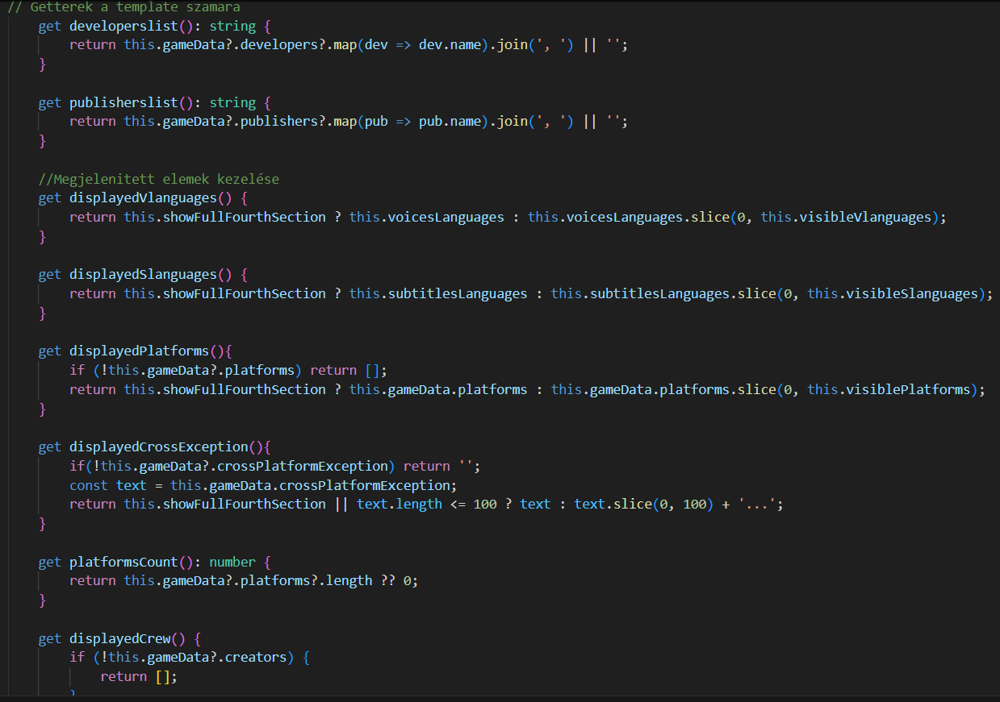 // Getterek a template szamara
get developerslist(): string {
return this.gameData?.developers?.map(dev => dev.name).join(', ') || '';
}
get publisherslist(): string {
return this.gameData?.publishers?.map(pub => pub.name).join(', ') || '';
}
//Megjelenitett elemek kezelése
get displayedVlanguages() {
return this.showFullFourthSection ? this.voicesLanguages : this.voicesLanguages.slice(0, this.visibleVlanguages);
}
get displayedSlanguages() {
return this.showFullFourthSection ? this.subtitlesLanguages : this.subtitlesLanguages.slice(0, this.visibleSlanguages);
}
get displayedPlatforms(){
if (!this.gameData?.platforms) return [];
return this.showFullFourthSection ? this.gameData.platforms : this.gameData.platforms.slice(0, this.visiblePlatforms);
}
get displayedCrossException(){
if(!this.gameData?.crossPlatformException) return '';
const text = this.gameData.crossPlatformException;
return this.showFullFourthSection || text.length <= 100 ? text : text.slice(0, 100) + '...';
}
get platformsCount(): number {
return this.gameData?.platforms?.length ?? 0;
}
get displayedCrew() {
if (!this.gameData?.creators) {
return [];
}